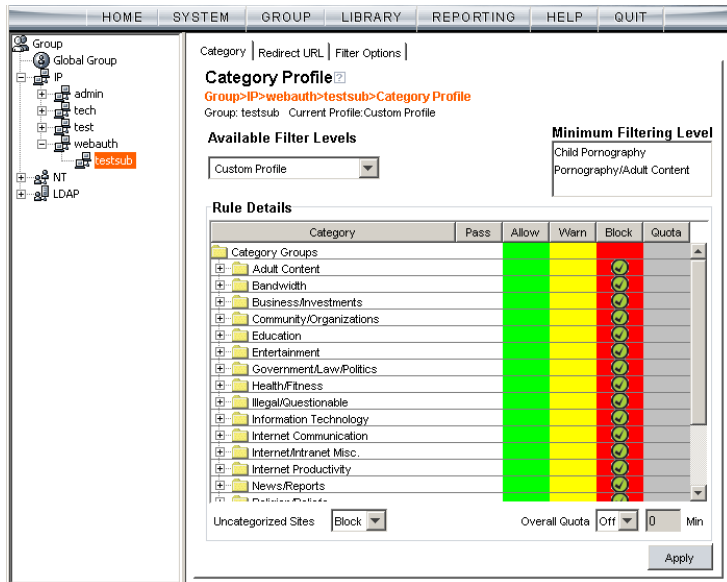 HOME SYSTEM GROUP LIBRARY REPORTING HELP QUIT
Group
Global Group
IP
admin
tech
test
webauth
testsub
NT
LDAP
Category Redirect URL Filter Options
Category Profile ?
Group>IP>webauth>testsub>Category Profile
Group: testsub Current Profile:Custom Profile
Available Filter Levels
Custom Profile
Minimum Filtering Level
Child Pornography
Pornography/Adult Content
Rule Details
Category Pass Allow Warn Block Quota
Category Groups
Adult Content
Bandwidth
Business/Investments
Community/Organizations
Education
Entertainment
Government/Law/Politics
Health/Fitness
Illegal/Questionable
Information Technology
Internet Communication
Internet/Intranet Misc.
Internet Productivity
News/Reports
Uncategorized Sites Block Overall Quota Off 0 Min
Apply